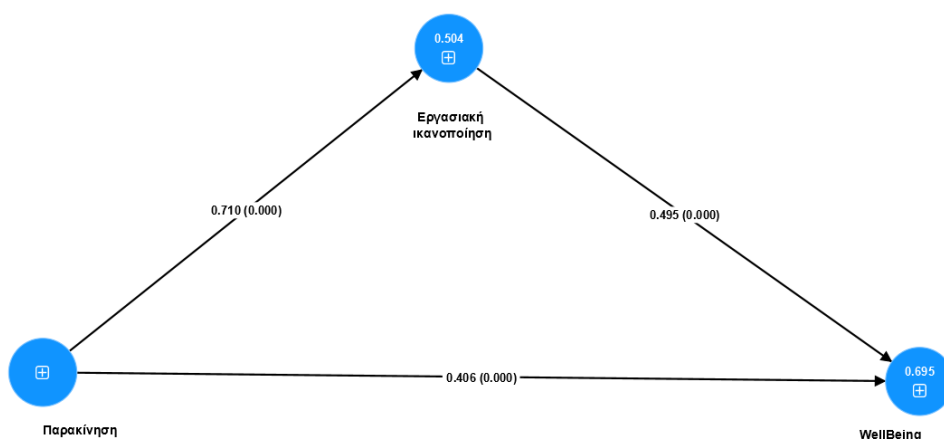 0.504
Εργασιακή
ικανοποίηση
0.710 (0.000)
0.495 (0.000)
0.406 (0.000)
0.695
Παρακίνηση
WellBeing